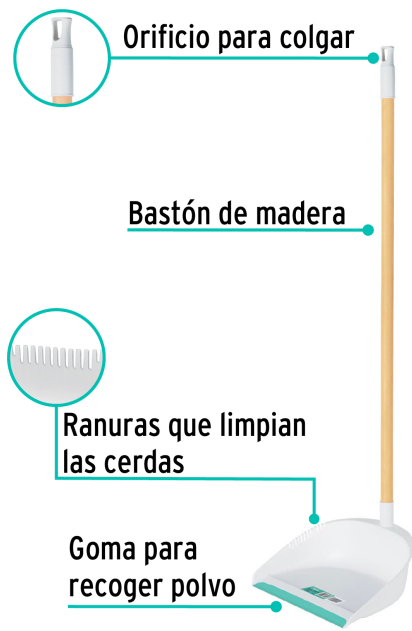 Orificio para colgar
Bastón de madera
Ranuras que limpian
las cerdas
Goma para
recoger polvo